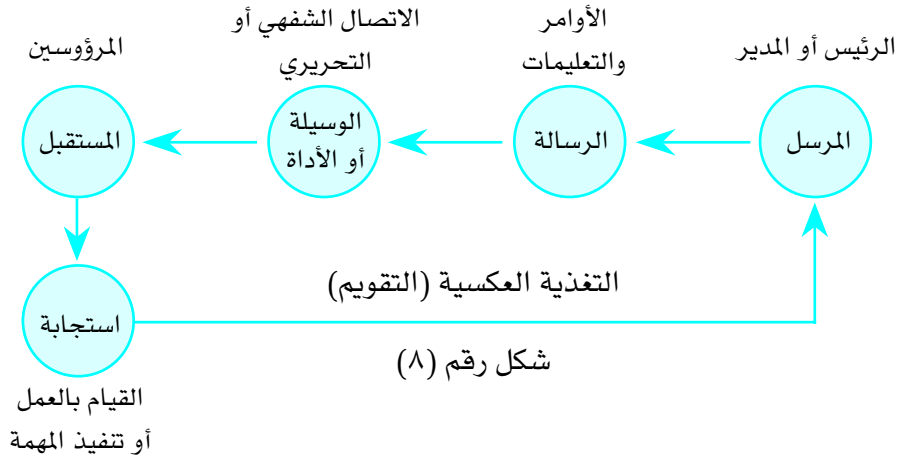 الرئيس أو المدير
الأوامر
والتعليمات
الاتصال الشفهي أو
التحريري
المرؤوسين
المرسل
الرسالة
الوسيلة
أو الأداة
المستقبل
استجابة
التغذية العكسية (التقويم)
شكل رقم (٨)
القيام بالعمل
أو تنفيذ المهمة